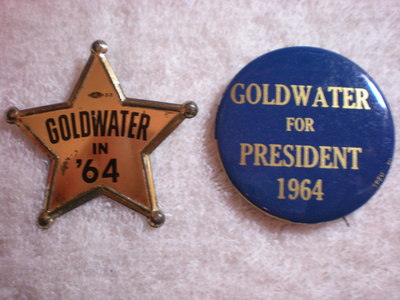 GOLDWATER
IN
'64
GOLDWATER
FOR
PRESIDENT
1964